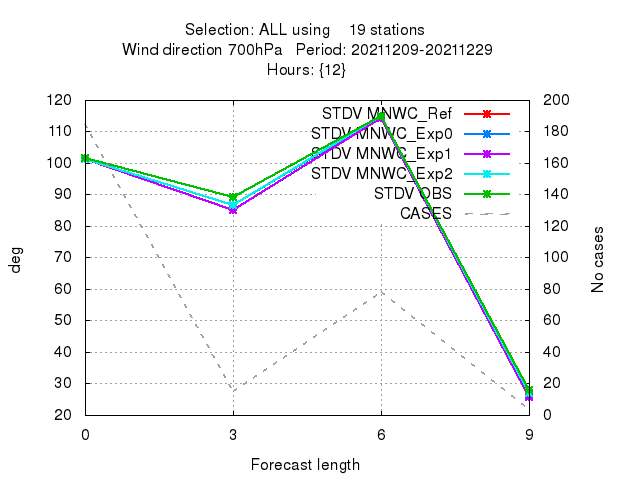 Selection: ALL using 19 stations
Wind direction 700hPa Period: 20211209-20211229
Hours: {12}
120 200
STDV MNWC_Ref
110 180
STDV MNWC_Exp0
100 160
STDV MNWC_Exp1
STDV MNWC_Exp2
90 140
STDV OBS
80 120
CASES
70 100
60 80
50 60
40 40
30 20
20 0
deg
No cases
0 3 6 9
Forecast length